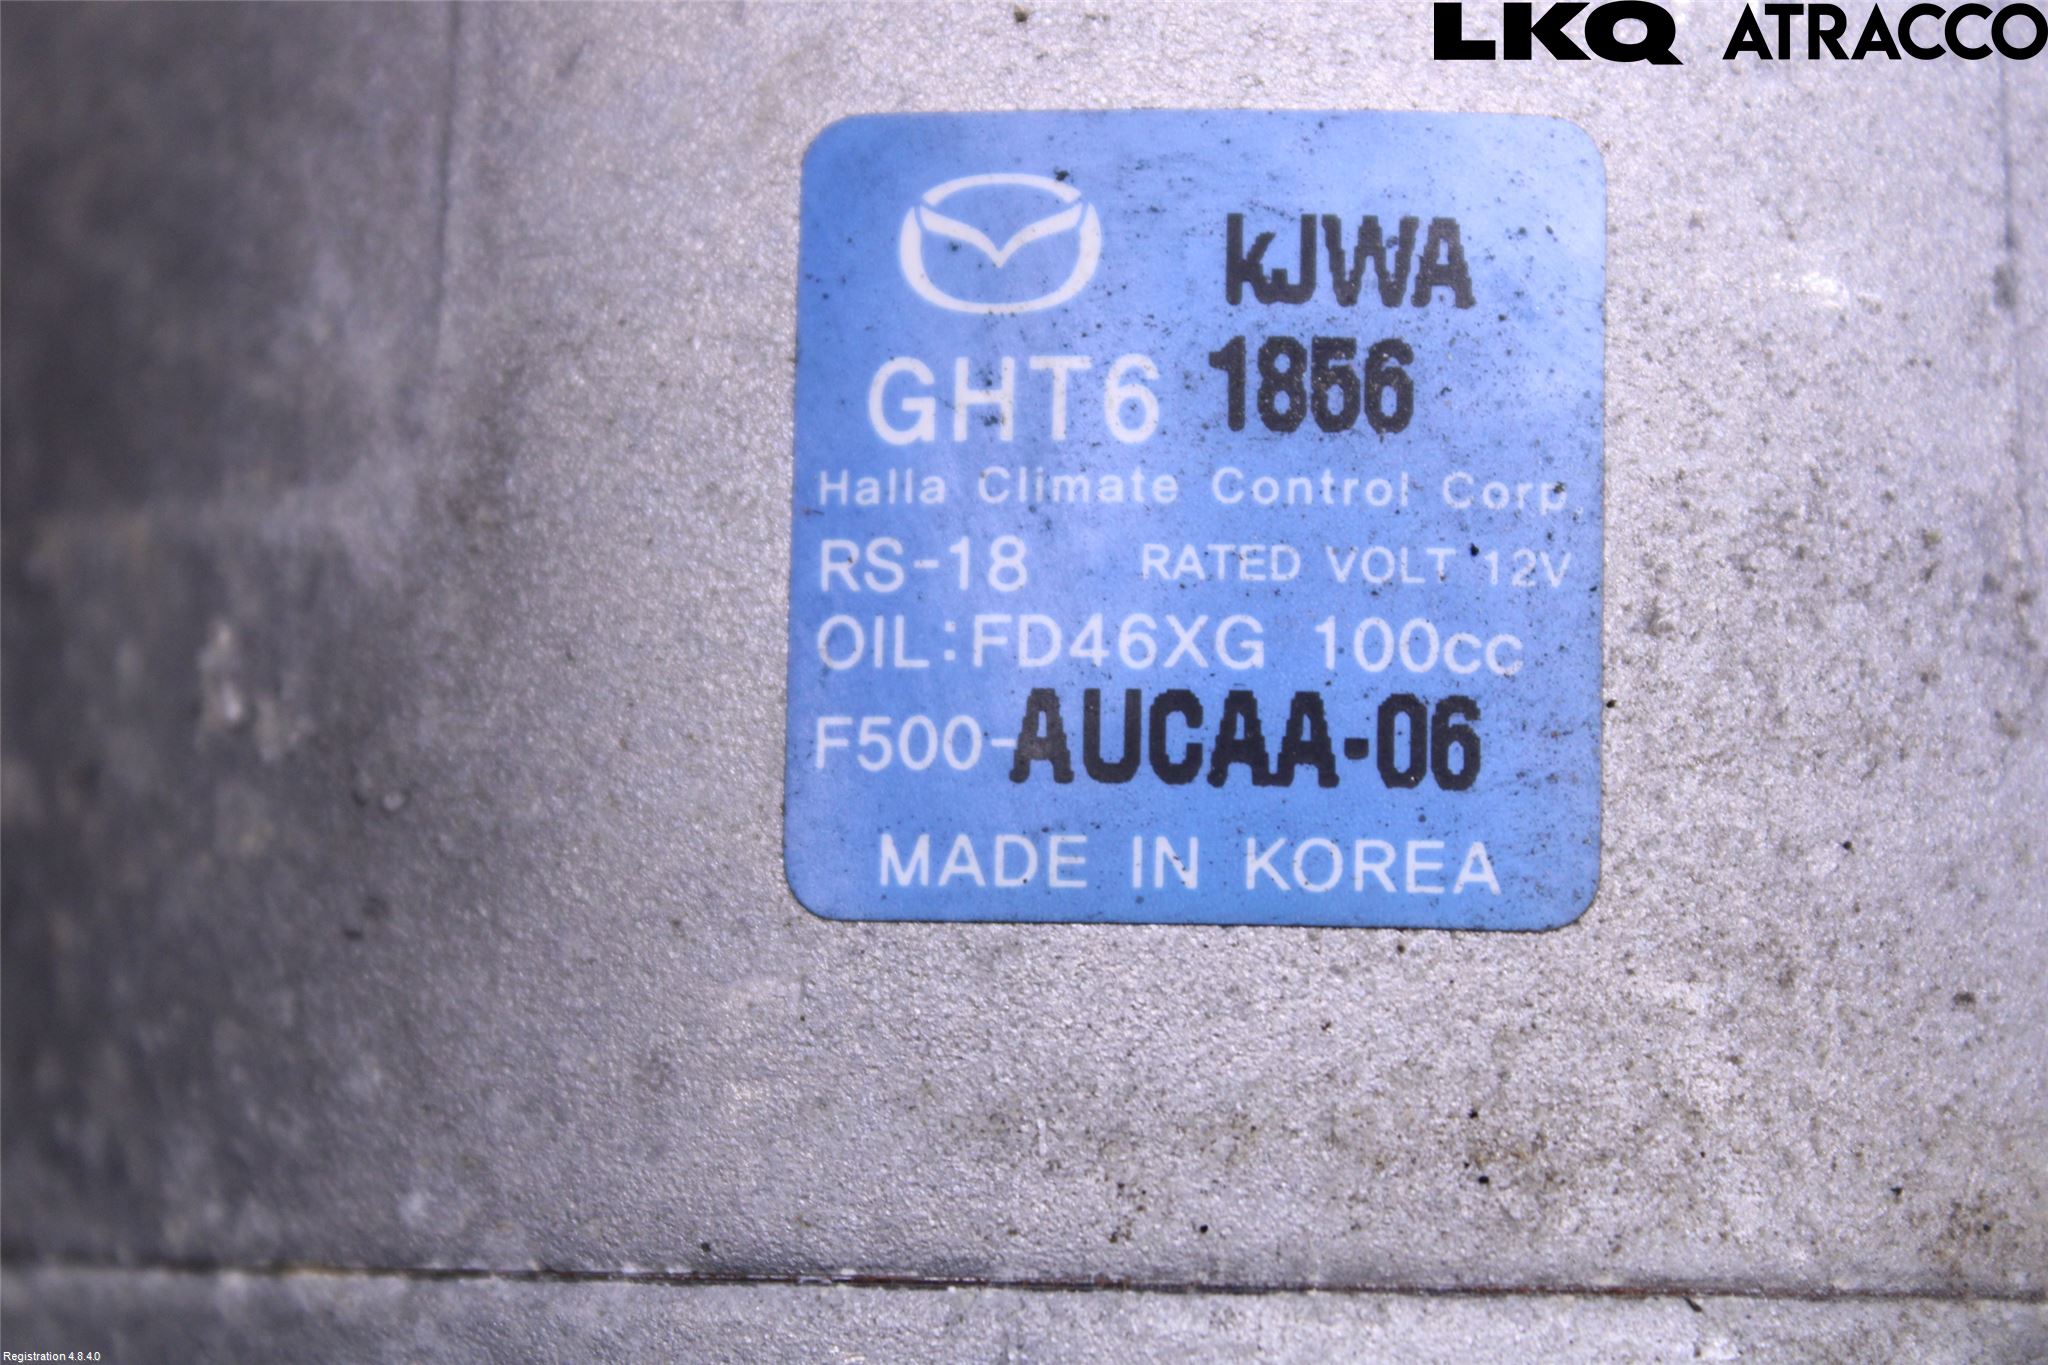 LKQ ATRACCO
kJWA
GHT6 1856
Halla Climate Control Corp.
RS-18 RATED VOLT 12V
OIL:FD46XG 100cc
F500-AUCAA-06
MADE IN KOREA
Registration 4.8.4.0